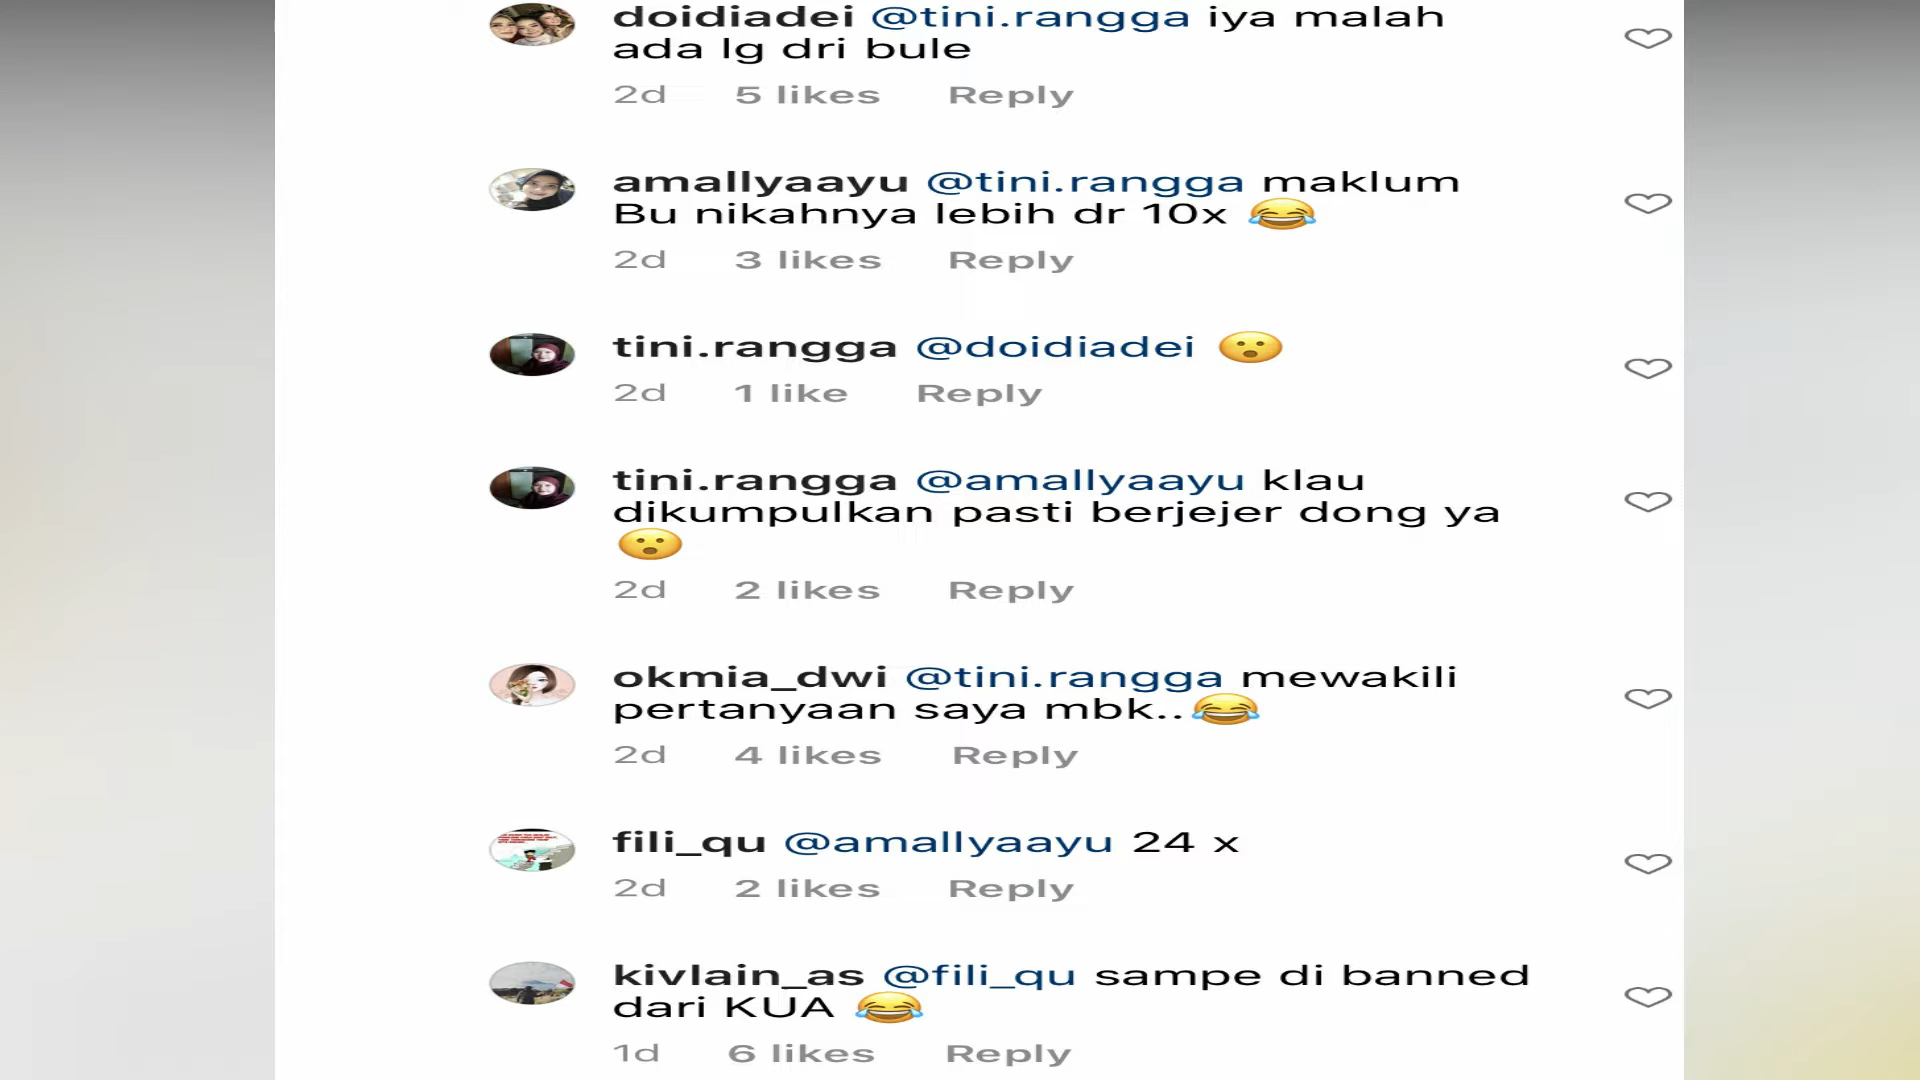 doidiadei @tini.rangga iya malah
ada lg dri bule
2d 5 likes Reply
amallyaayu @tini.rangga maklum
Bu nikahnya lebih dr 10x 😂
2d 3 likes Reply
tini.rangga @doidiadei 😮
2d 1 like Reply
tini.rangga @amallyaayu klau
dikumpulkan pasti berjejer dong ya
😮
2d 2 likes Reply
okmia_dwi @tini.rangga mewakili
pertanyaan saya mbk..😂
2d 4 likes Reply
fili_qu @amallyaayu 24 x
2d 2 likes Reply
kivlain_as @fili_qu sampe di banned
dari KUA 😂
1d 6 likes Reply